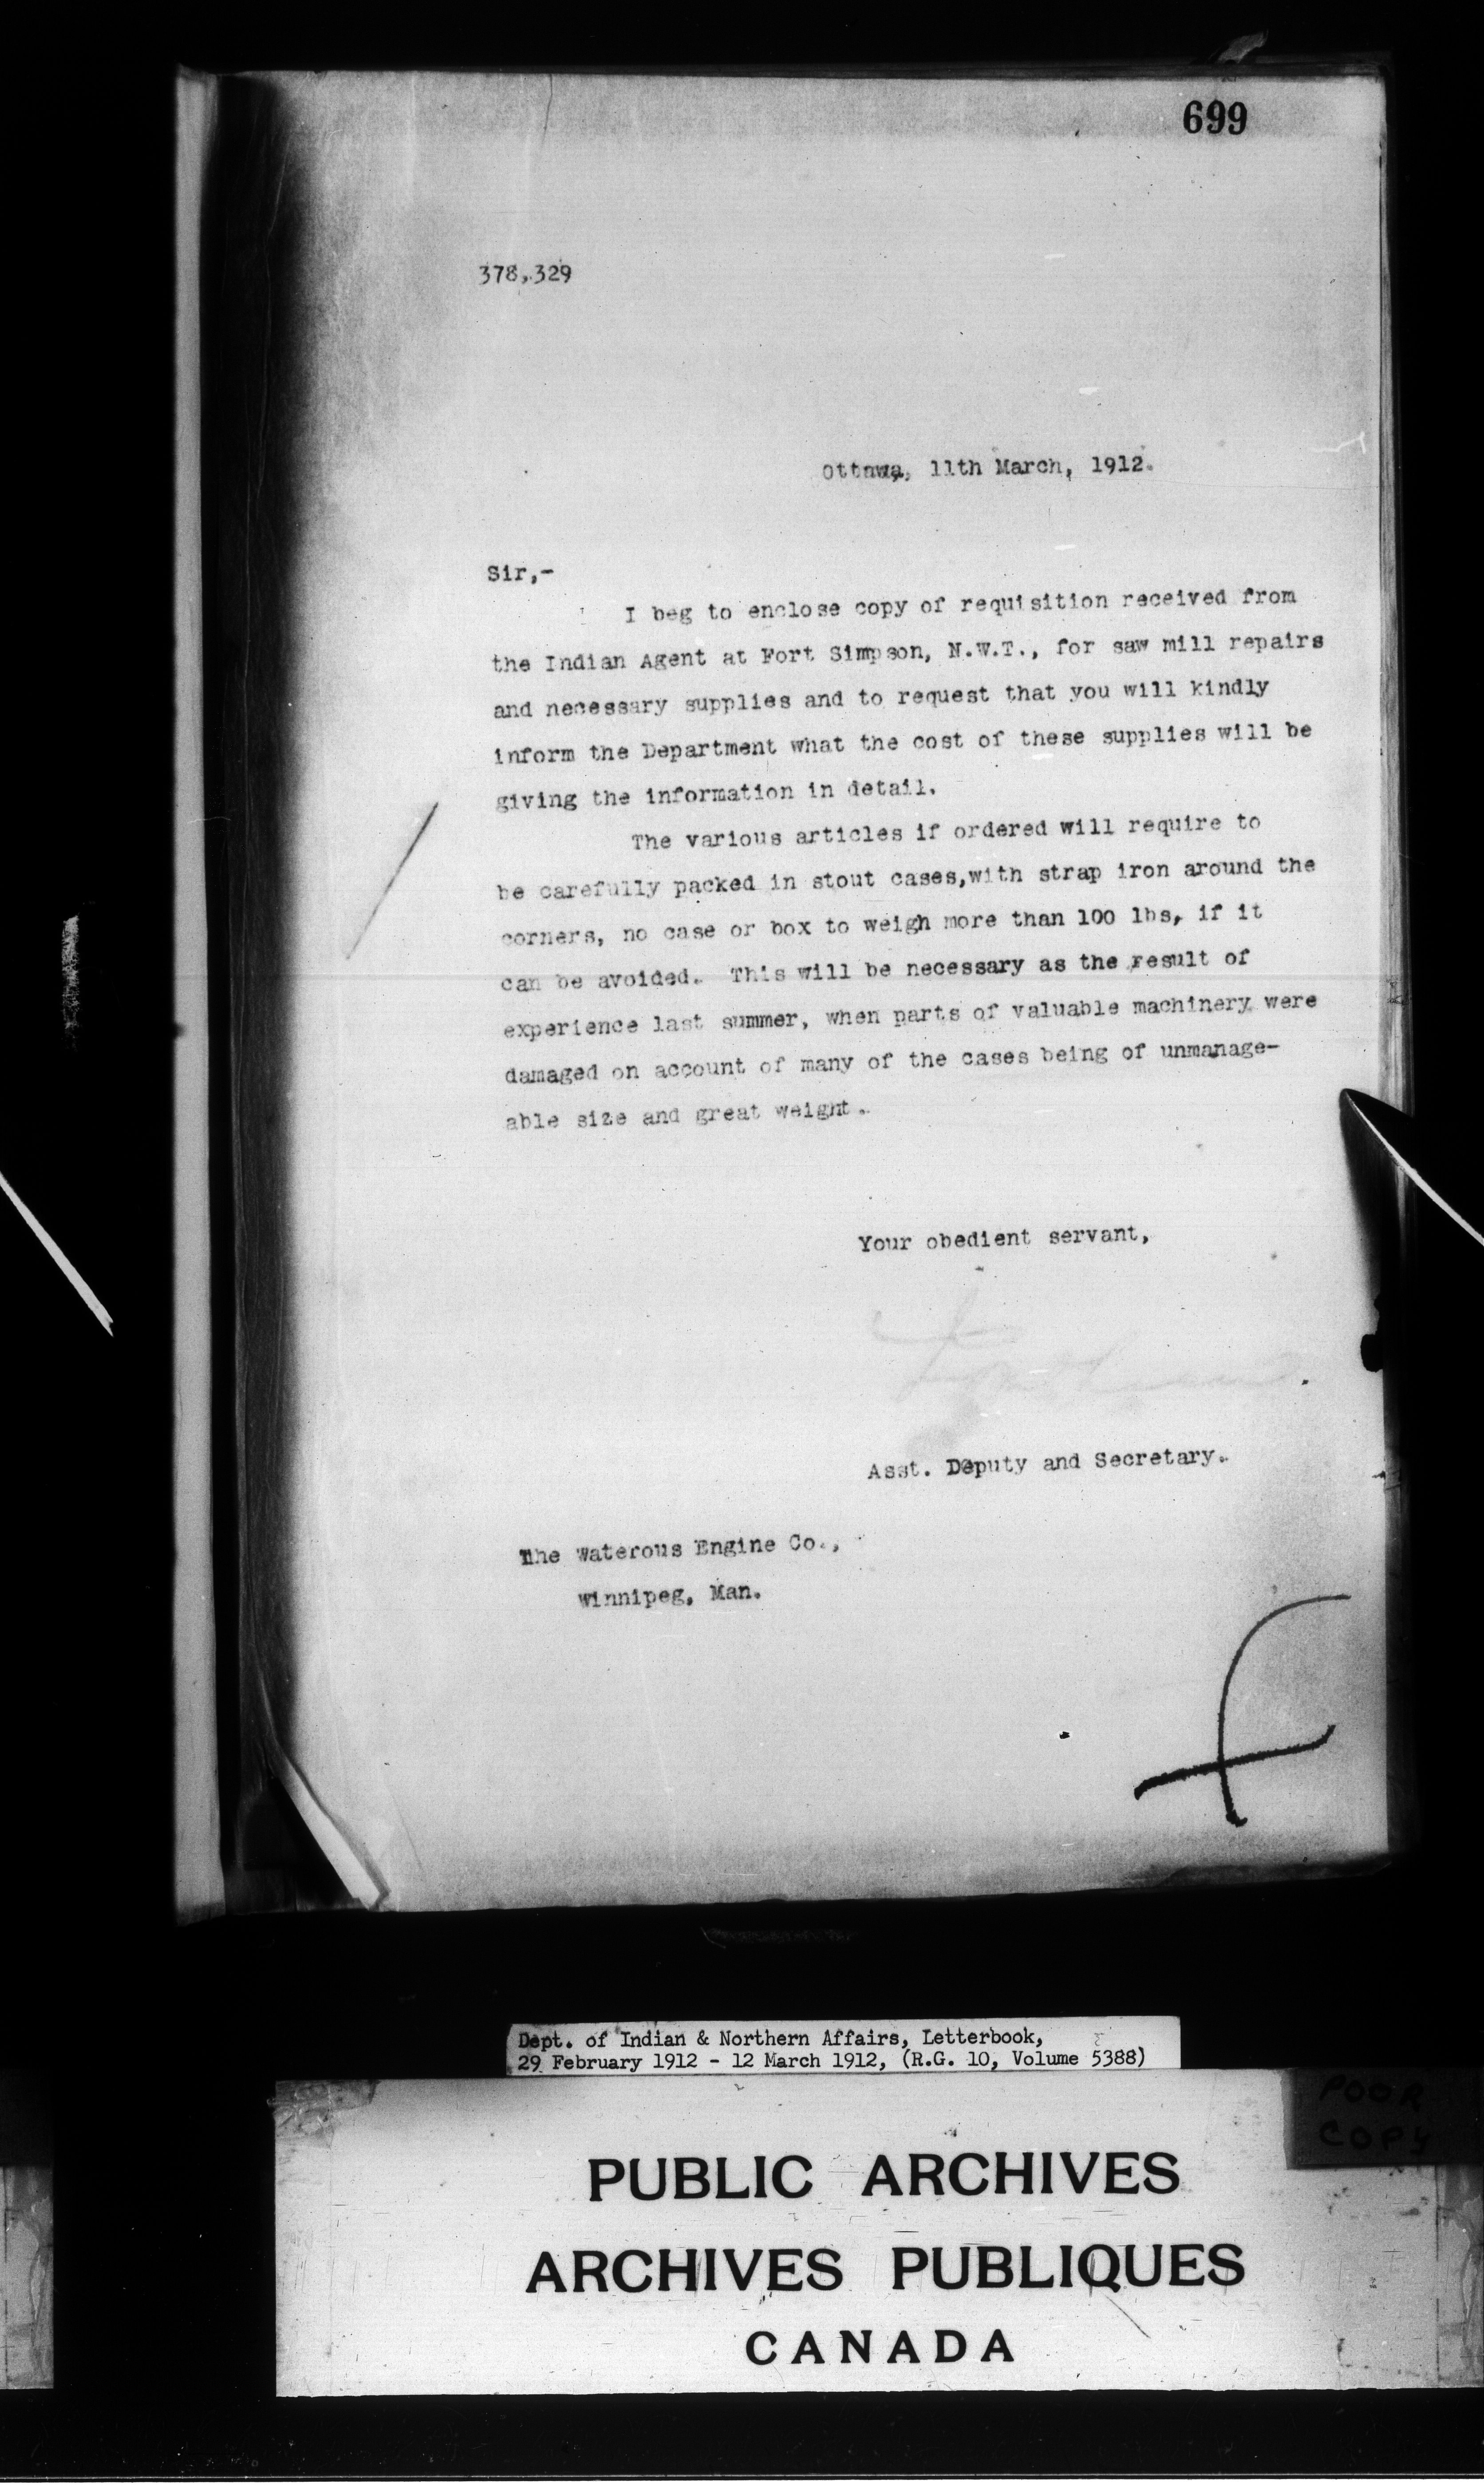 699
378,329
Ottawa, 11th March, 1912.
Sir,-
I beg to enclose copy of requisition received from
the Indian Agent at Fort Simpson, N.W.T., for saw mill repairs
and necessary supplies and to request that you will kindly
inform the Department what the cost of these supplies will be
giving the information in detail.
The various articles if ordered will require to
be carefully packed in stout cases,with strap iron around the
corners, no case or box to weigh more than 100 lbs, if it
can be avoided. This will be necessary as the result of
experience last summer, when parts of valuable machinery were
damaged on account of many of the cases being of unmanage-
able size and great weight.
Your obedient servant,
Asst. Deputy and Secretary.
The Waterous Engine Co.,
Winnipeg, Man.
Dept. of Indian & Northern Affairs, Letterbook,
29 February 1912 - 12 March 1912, (R.G. 10, Volume 5388)
POOR
COPY
PUBLIC ARCHIVES
ARCHIVES PUBLIQUES
CANADA